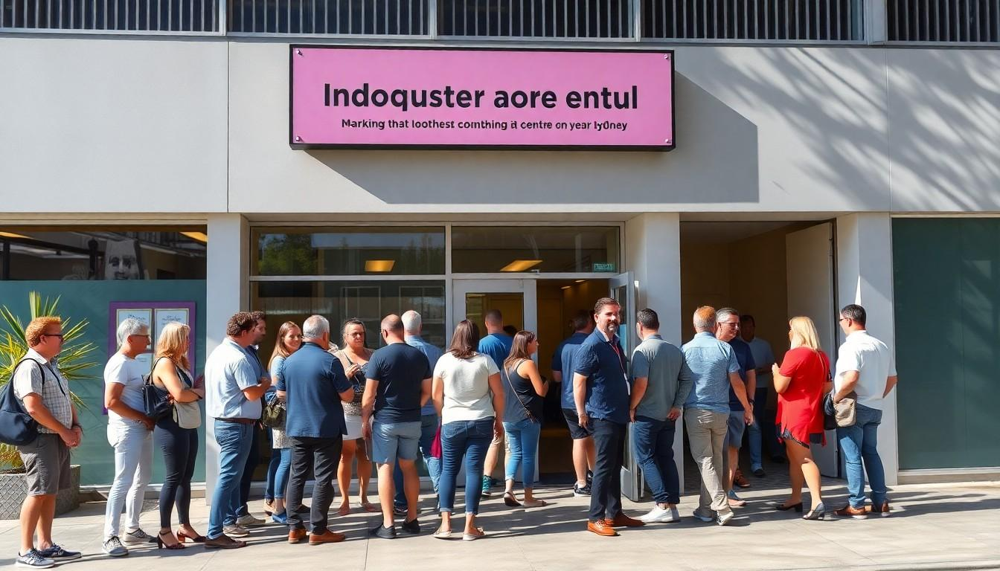 Indoquster aore entul
Marking that loothest comthing a centre on year lydney